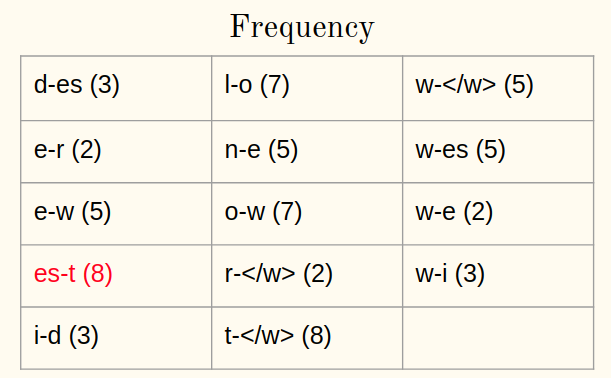 Frequency
d-es (3) l-o (7) w-</w> (5)
e-r (2) n-e (5) w-es (5)
e-w (5) o-w (7) w-e (2)
es-t (8) r-</w> (2) w-i (3)
i-d (3) t-</w> (8)